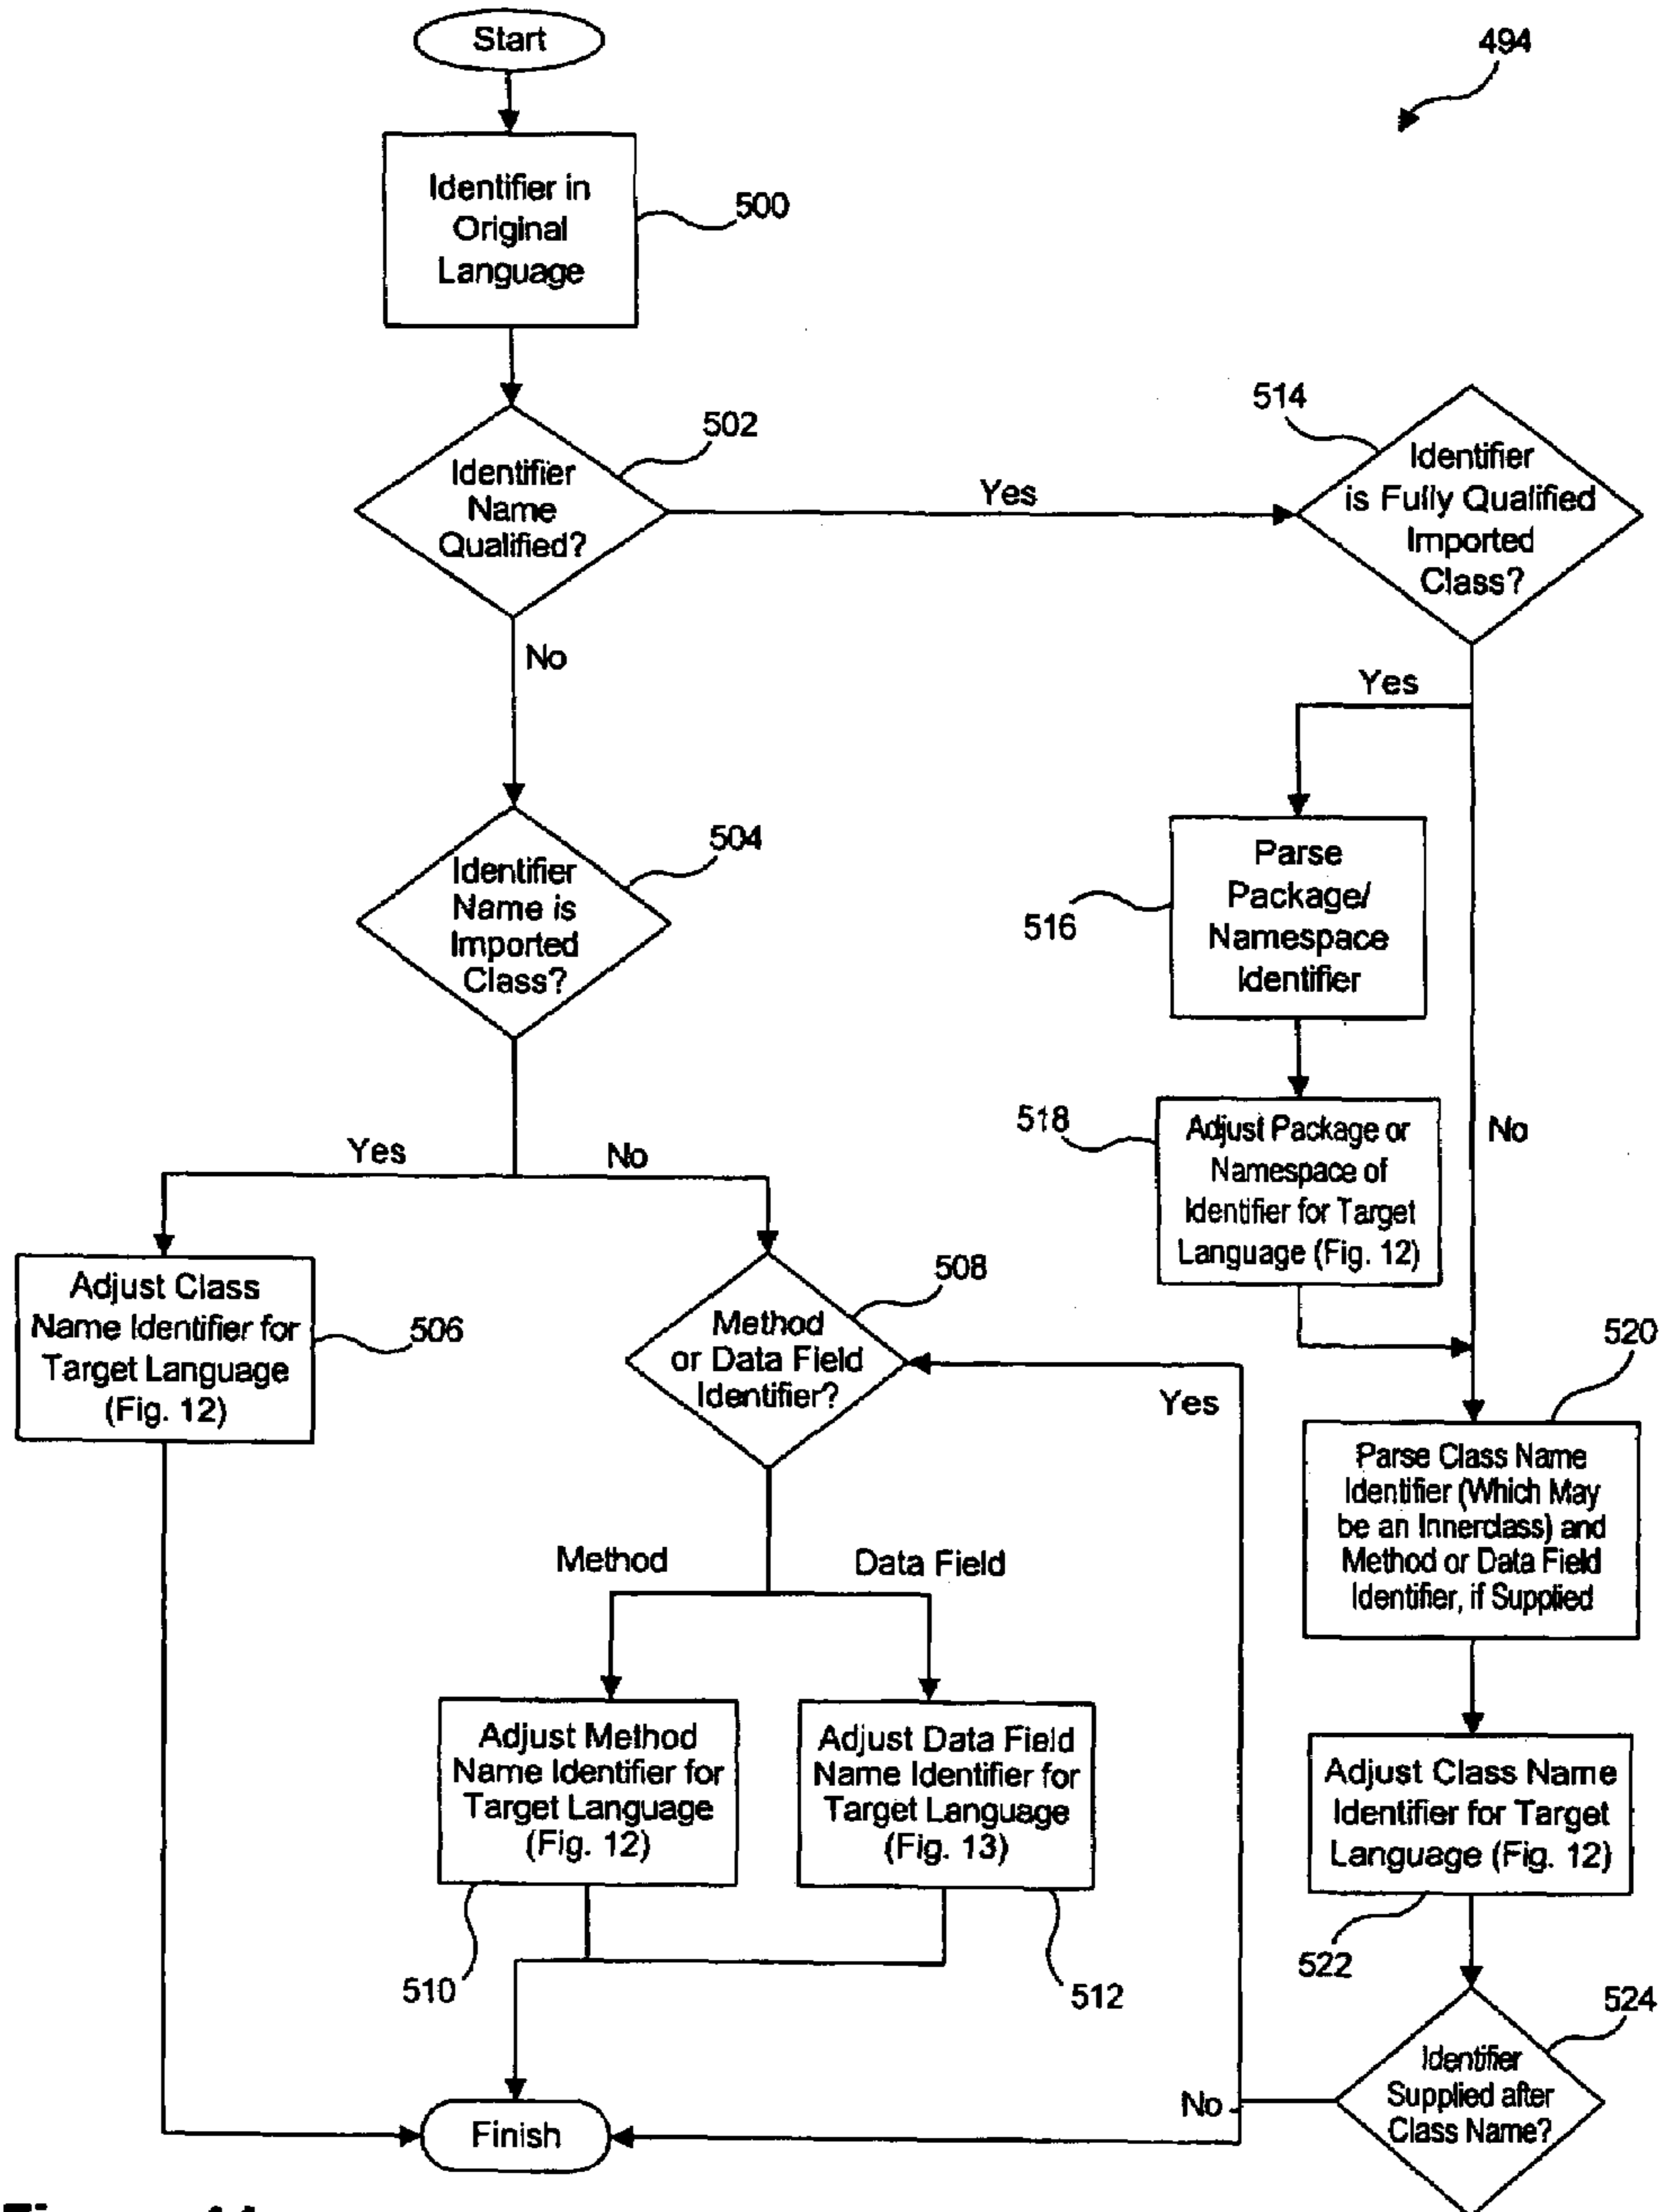 Start
494
Identifier in
Original
Language
500
Identifier
Name
Qualified?
502
Yes
514
Identifier
is Fully Qualified
Imported
Class?
No
Yes
Identifier
Name is
Imported
Class?
504
Parse
Package/
Namespace
Identifier
516
518
Adjust Package or
Namespace of
Identifier for Target
Language (Fig. 12)
No
Yes
No
Adjust Class
Name Identifier for
Target Language
(Fig. 12)
506
Method
or Data Field
Identifier?
508
Yes
520
Parse Class Name
Identifier (Which May
be an Innerclass) and
Method or Data Field
Identifier, if Supplied
Method
Data Field
Adjust Method
Name Identifier for
Target Language
(Fig. 12)
510
Adjust Data Field
Name Identifier for
Target Language
(Fig. 13)
512
Adjust Class Name
Identifier for Target
Language (Fig. 12)
522
524
Identifier
Supplied after
Class Name?
No
Finish